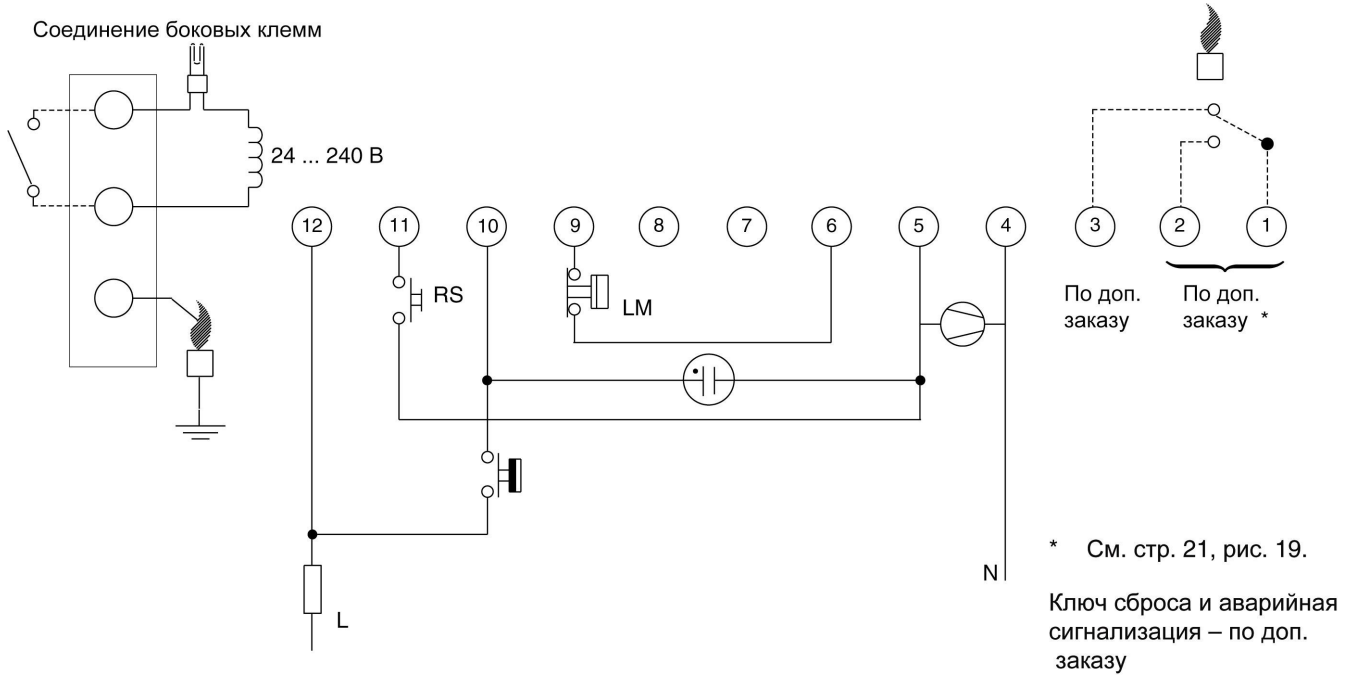 Соединение боковых клемм
24 ... 240 В
12 11 10 9 8 7 6 5 4 3 2 1
RS
LM
По доп.
заказу
По доп.
заказу *
N
L
* См. стр. 21, рис. 19.
Ключ сброса и аварийная
сигнализация – по доп.
заказу